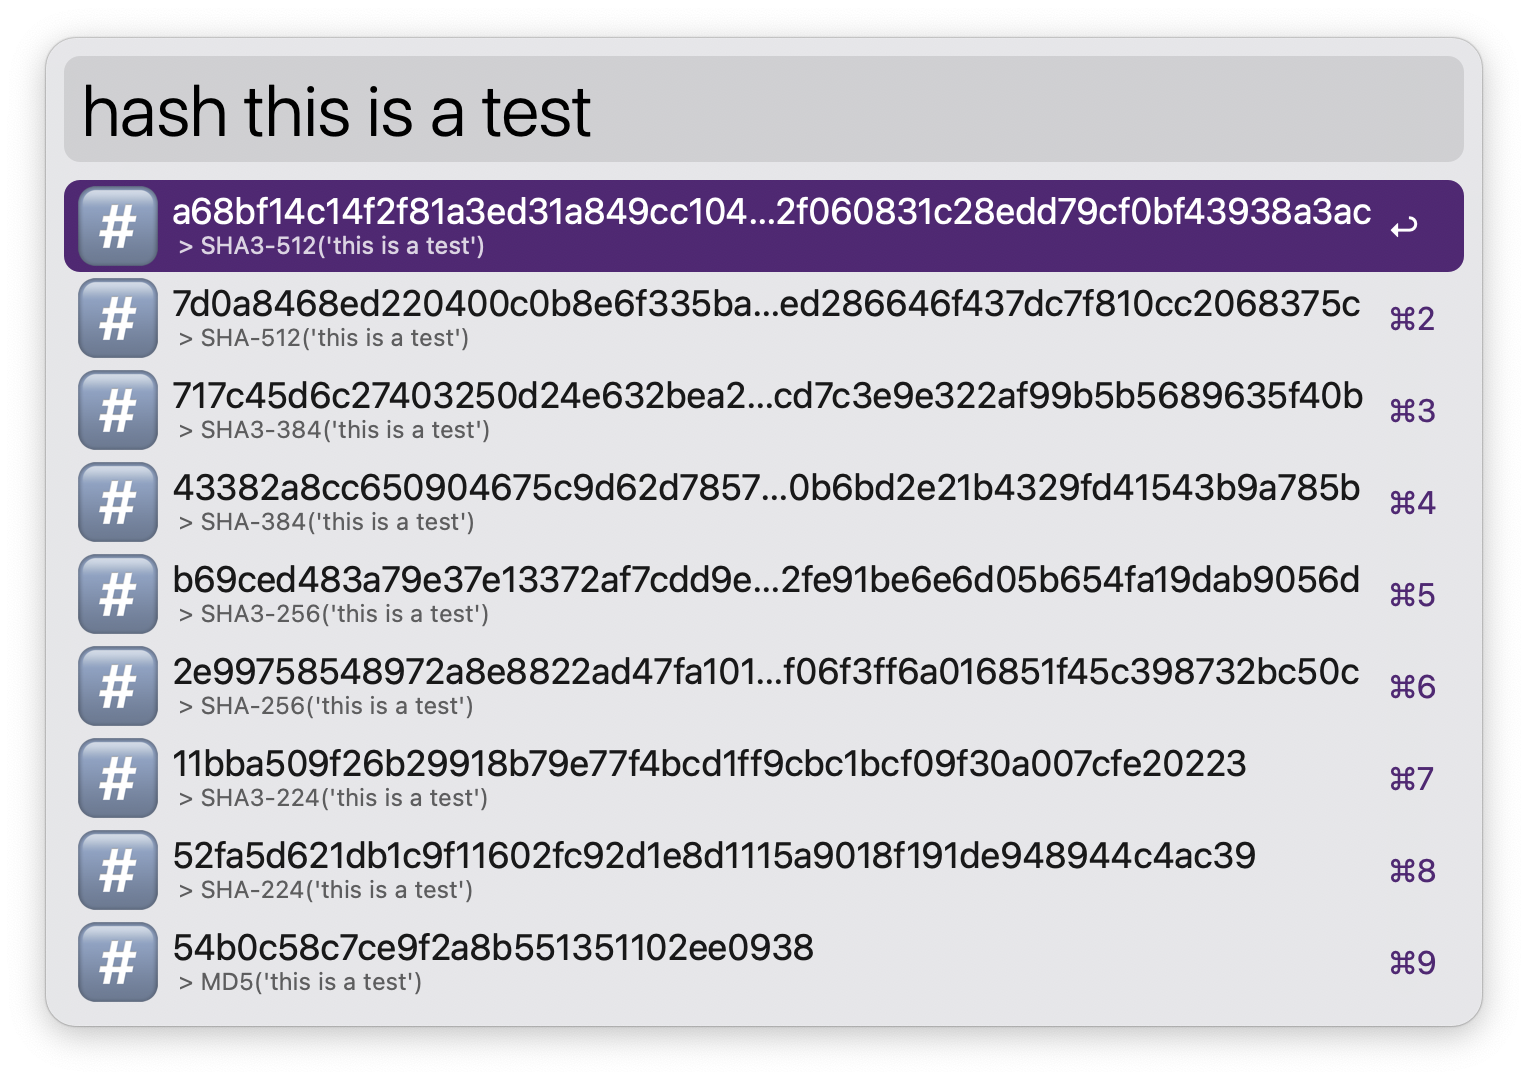 hash this is a test
#
a68bf14c14f2f81a3ed31a849cc104...2f060831c28edd79cf0bf43938a3ac ↩
> SHA3-512('this is a test')
#
7d0a8468ed220400c0b8e6f335ba...ed286646f437dc7f810cc2068375c ⌘2
> SHA-512('this is a test')
#
717c45d6c27403250d24e632bea2...cd7c3e9e322af99b5b5689635f40b ⌘3
> SHA3-384('this is a test')
#
43382a8cc650904675c9d62d7857...0b6bd2e21b4329fd41543b9a785b ⌘4
> SHA-384('this is a test')
#
b69ced483a79e37e13372af7cdd9e...2fe91be6e6d05b654fa19dab9056d ⌘5
> SHA3-256('this is a test')
#
2e99758548972a8e8822ad47fa101...f06f3ff6a016851f45c398732bc50c ⌘6
> SHA-256('this is a test')
#
11bba509f26b29918b79e77f4bcd1ff9cbc1bcf09f30a007cfe20223 ⌘7
> SHA3-224('this is a test')
#
52fa5d621db1c9f11602fc92d1e8d1115a9018f191de948944c4ac39 ⌘8
> SHA-224('this is a test')
#
54b0c58c7ce9f2a8b551351102ee0938 ⌘9
> MD5('this is a test')